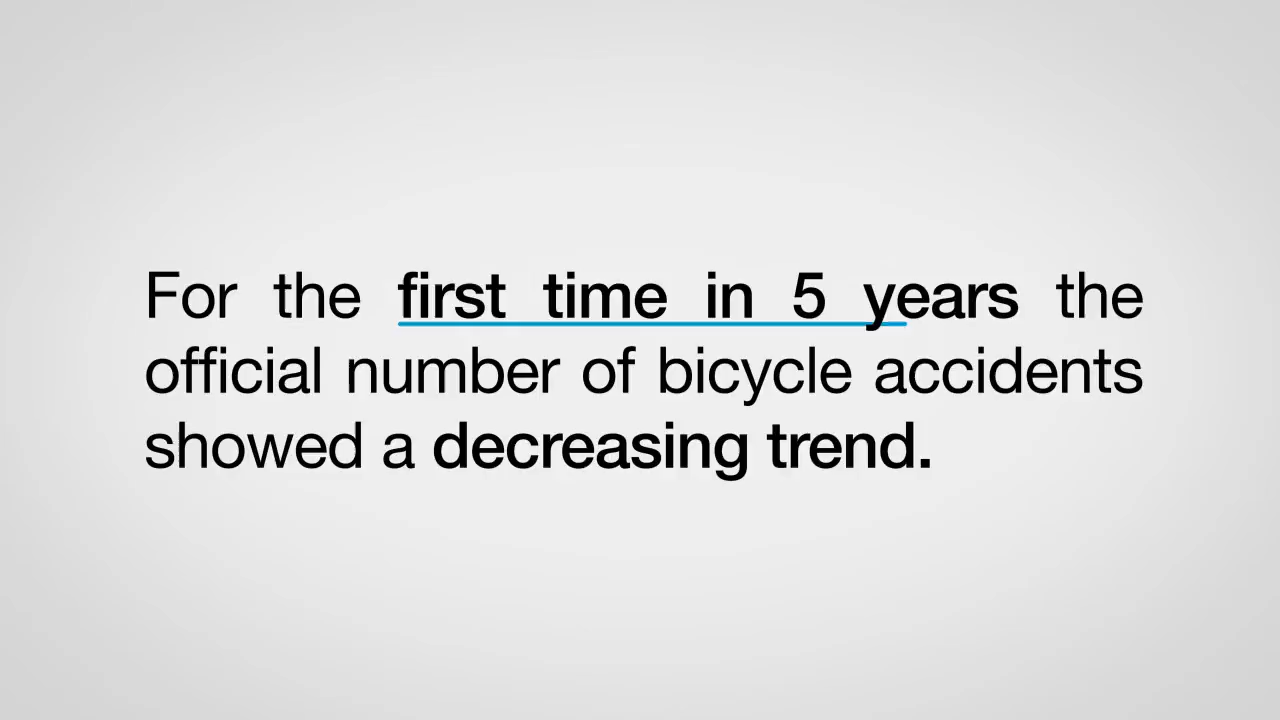 For the first time in 5 years the
official number of bicycle accidents
showed a decreasing trend.